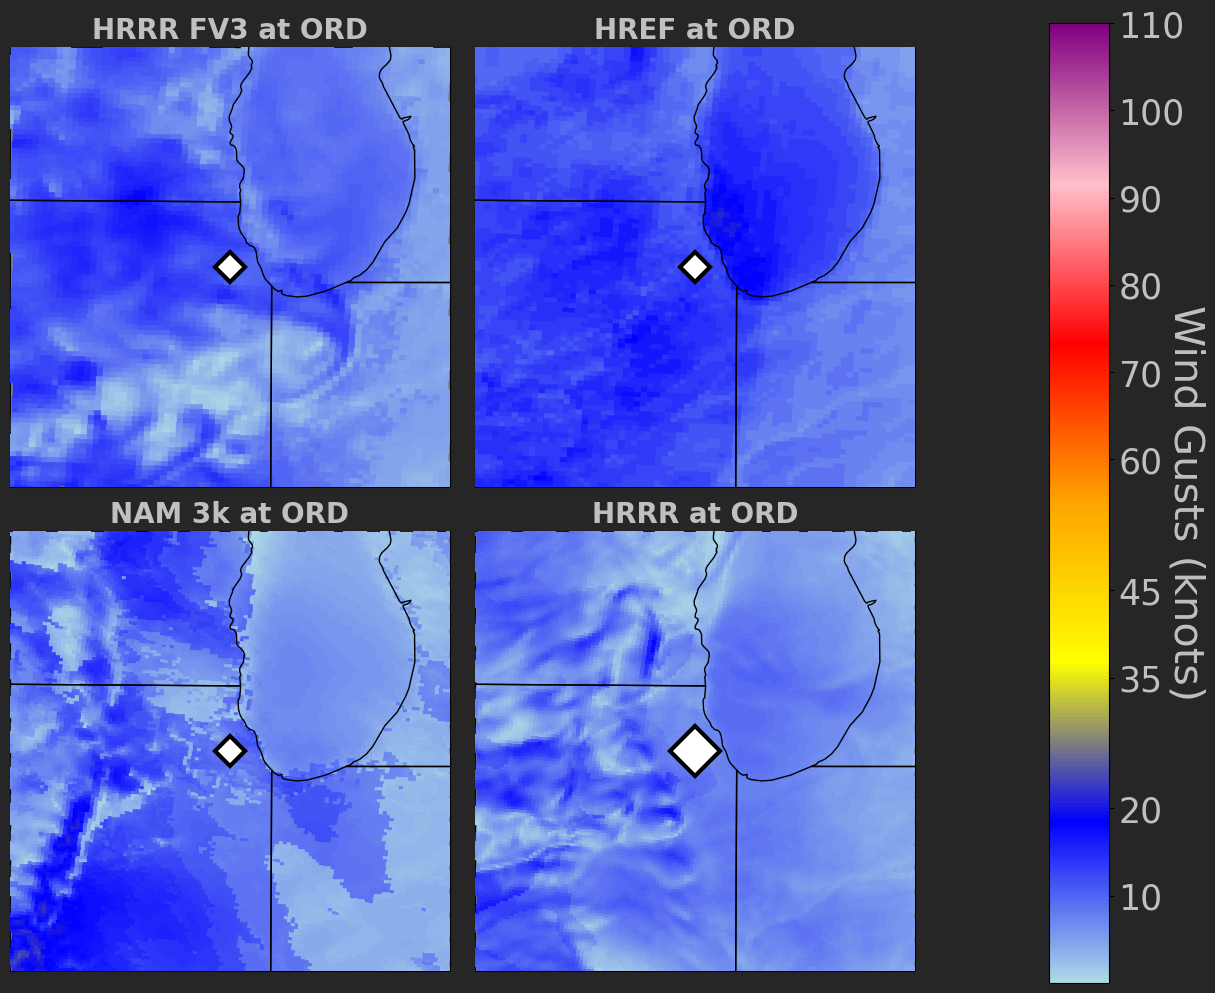 HRRR FV3 at ORD
HREF at ORD
NAM 3k at ORD
HRRR at ORD
110
100
90
80
70
60
45
35
20
10
Wind Gusts (knots)